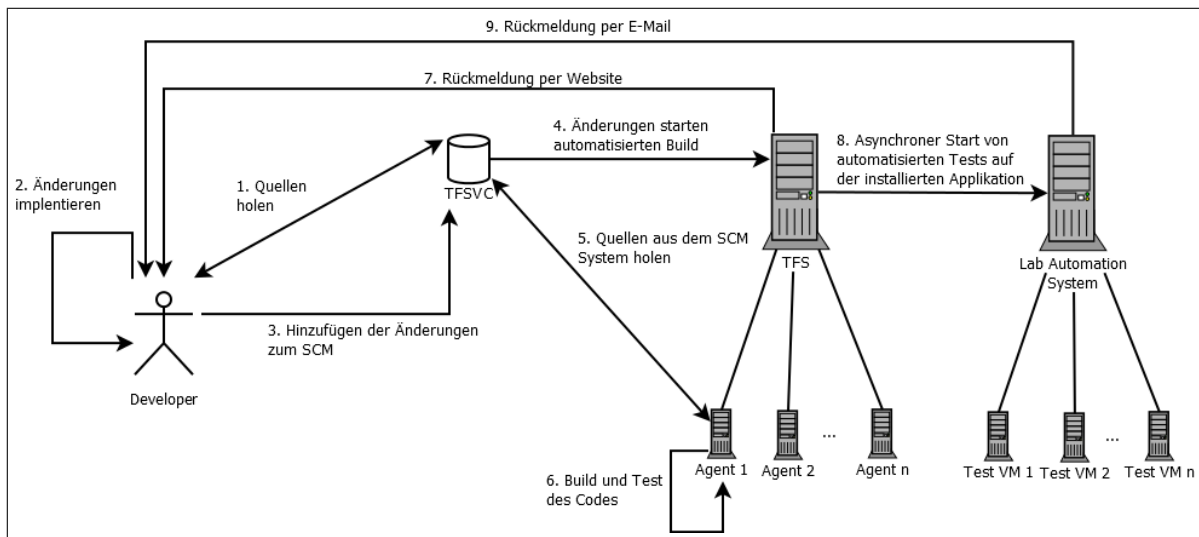 9. Rückmeldung per E-Mail
7. Rückmeldung per Website
4. Änderungen starten
automatisierten Build
8. Asynchroner Start von
automatisierten Tests auf
der installierten Applikation
2. Änderungen
implentieren
1. Quellen
holen
TFSVC
5. Quellen aus dem SCM
System holen
TFS
Lab Automation
System
3. Hinzufügen der Änderungen
zum SCM
Developer
...
...
Agent 1
Agent 2
Agent n
Test VM 1
Test VM 2
Test VM n
6. Build und Test
des Codes